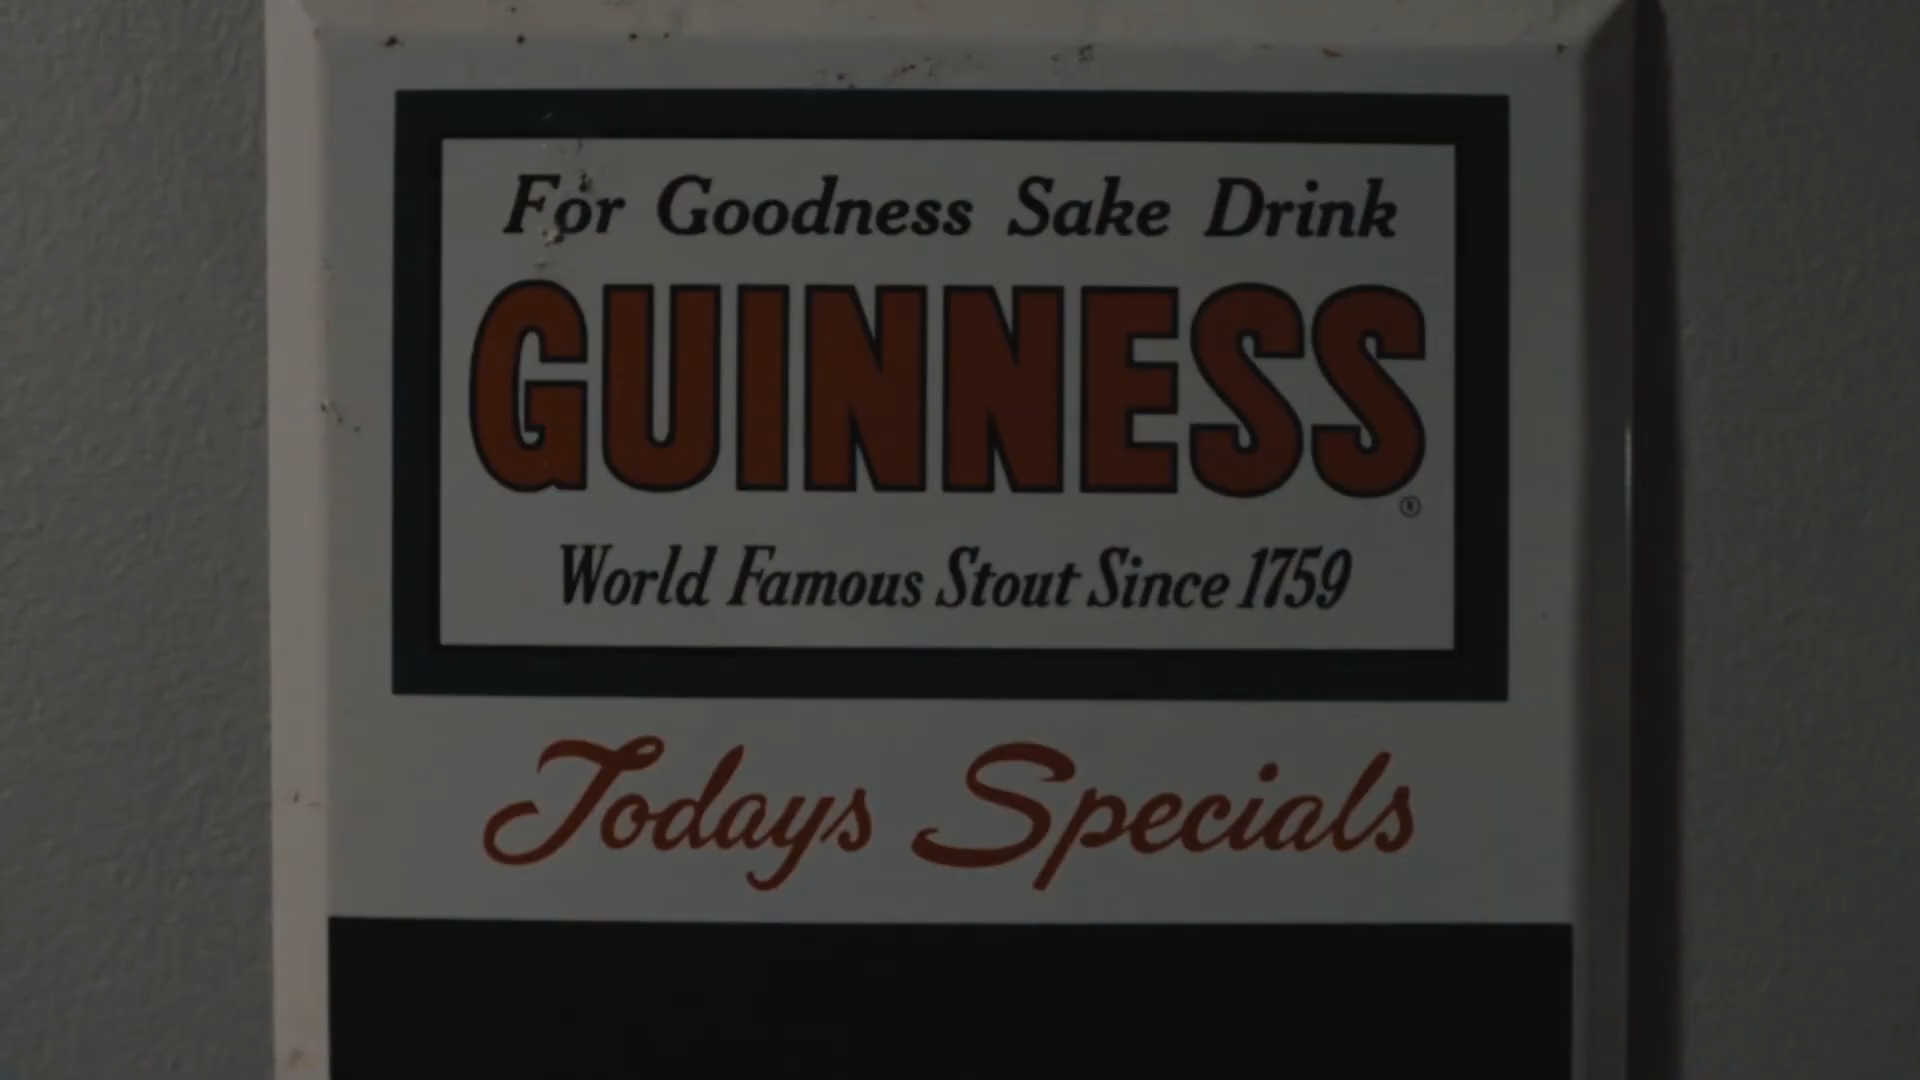 For Goodness Sake Drink
GUINNESS
®
World Famous Stout Since 1759
Todays Specials